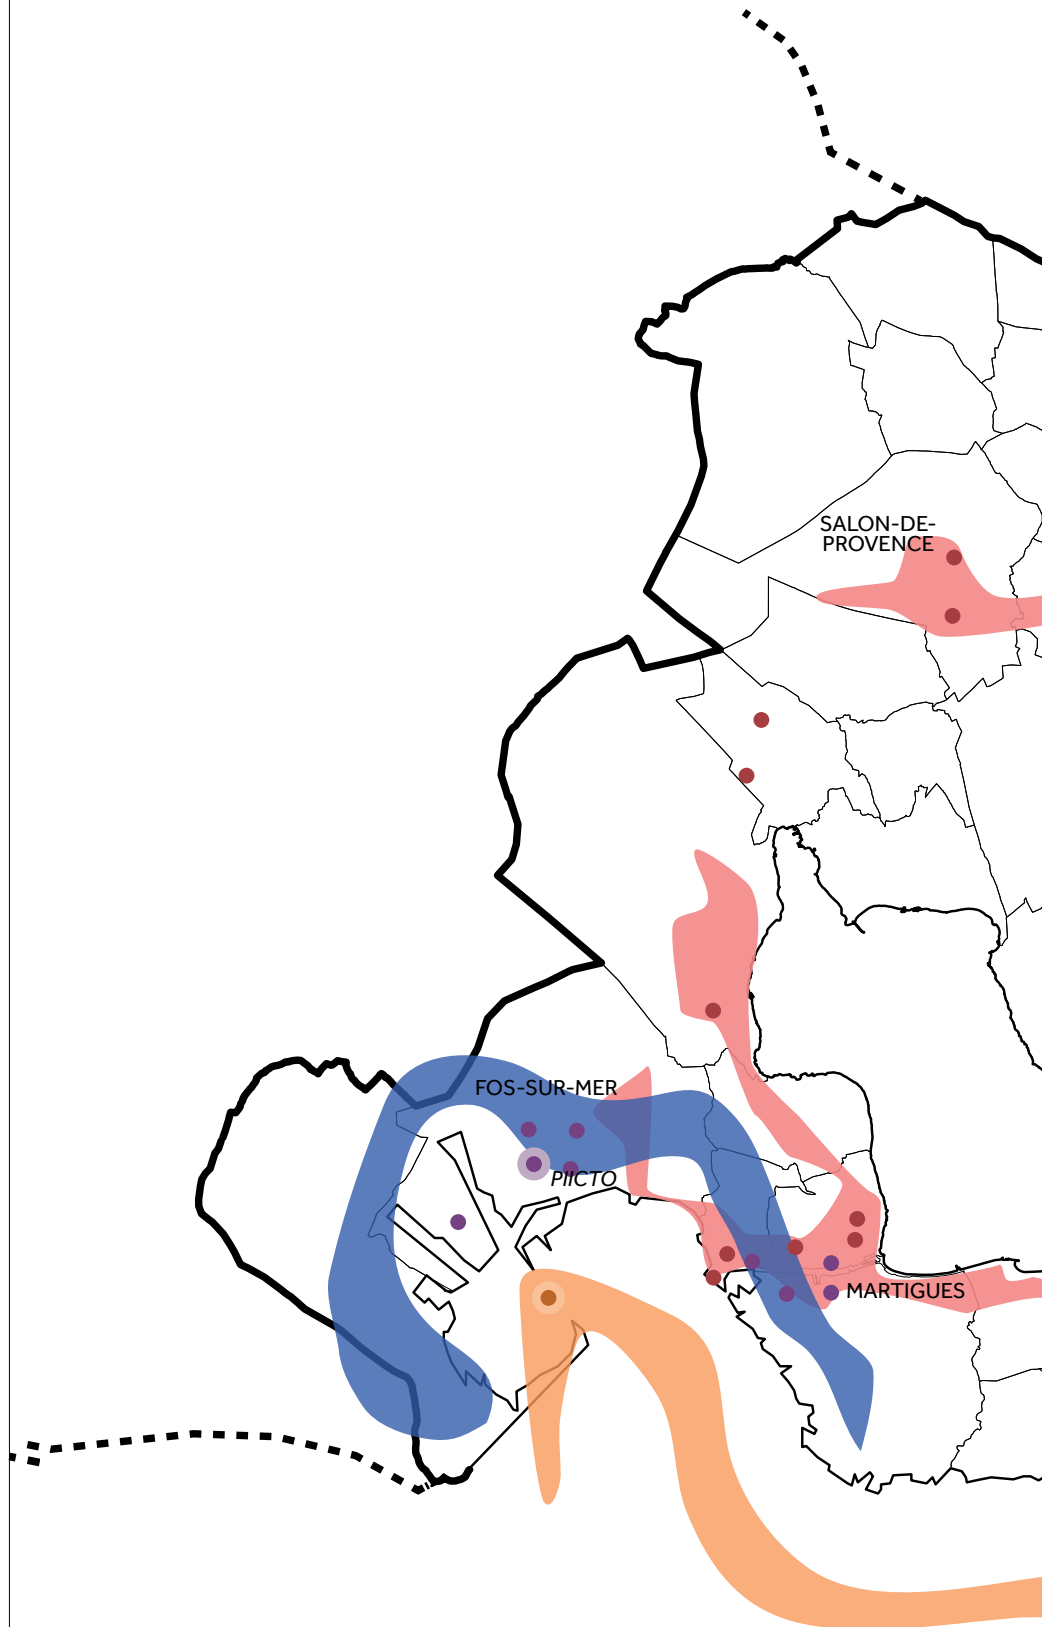 SALON-DE-
PROVENCE
FOS-SUR-MER
PIICTO
MARTIGUES